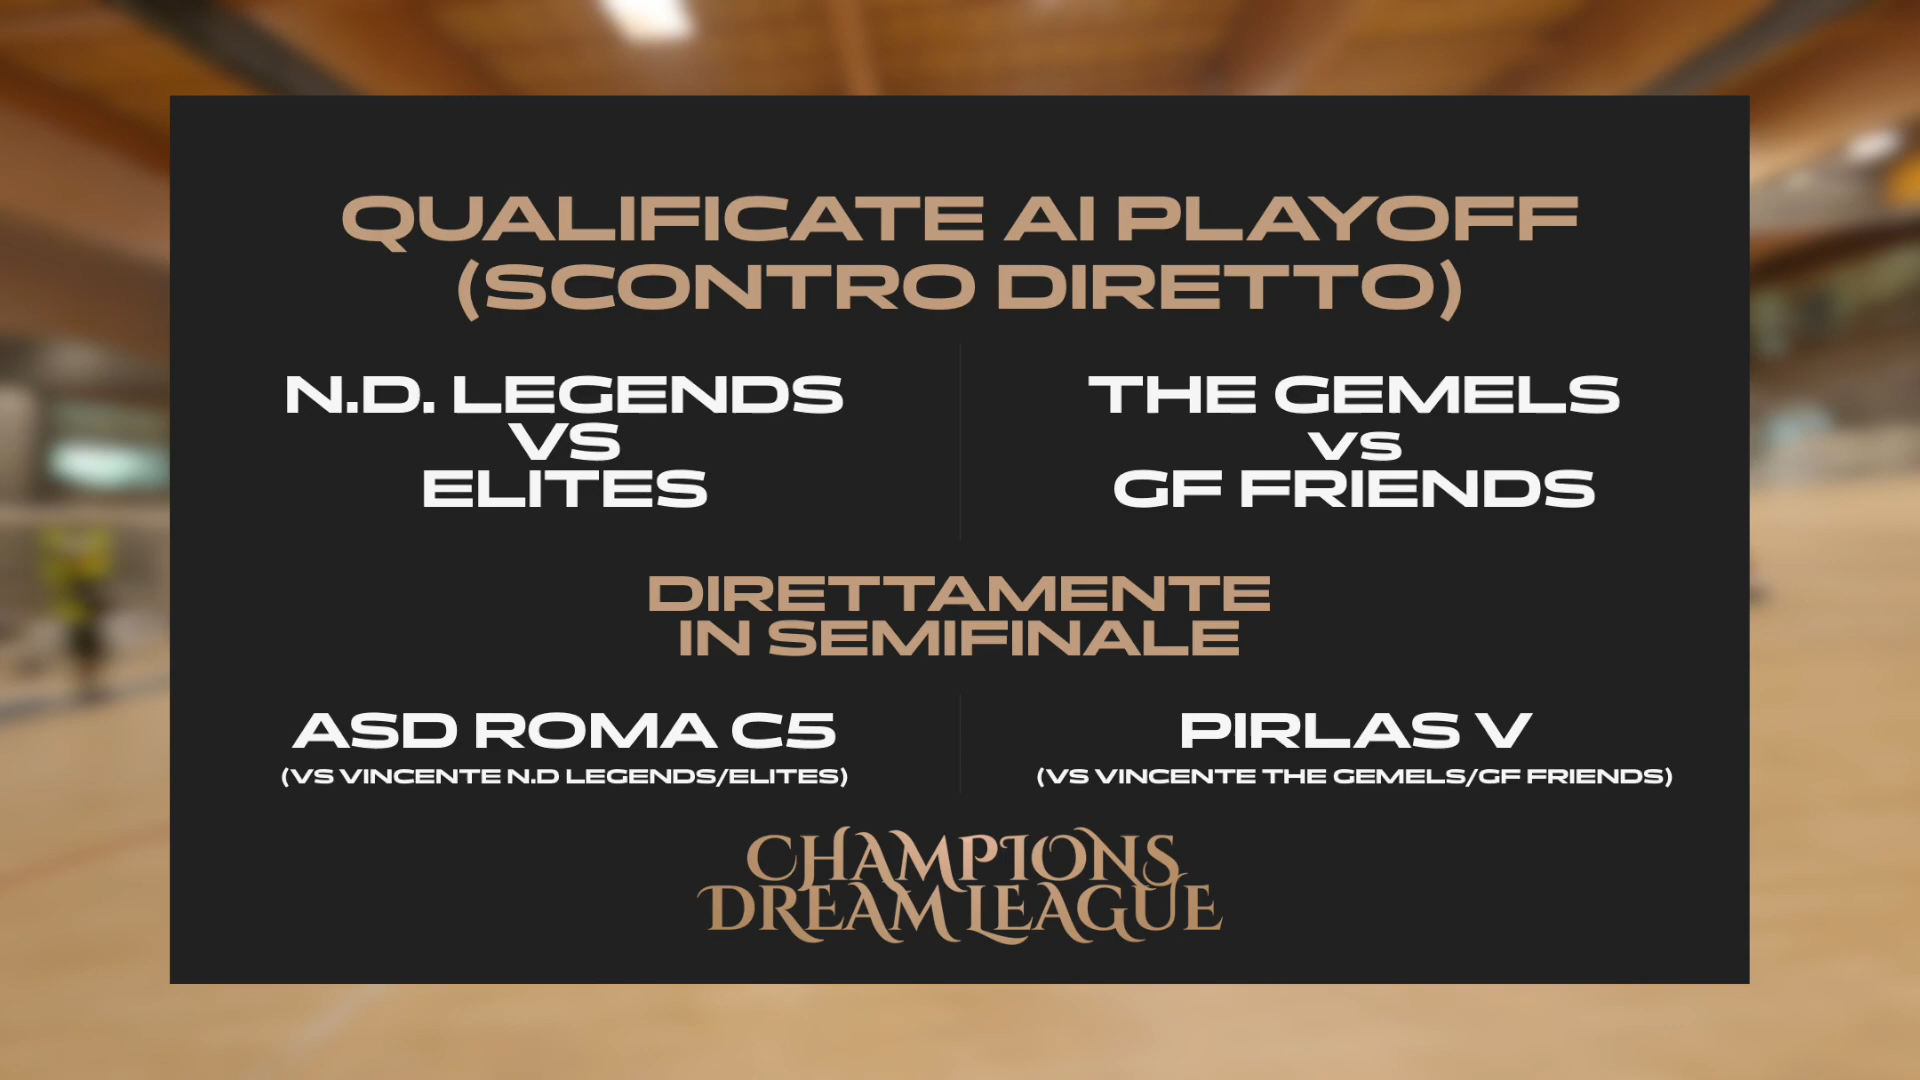 QUALIFICATE AI PLAYOFF
(SCONTRO DIRETTO)
N.D. LEGENDS
VS
ELITES
THE GEMELS
VS
GF FRIENDS
DIRETTAMENTE
IN SEMIFINALE
ASD ROMA C5
(VS VINCENTE N.D LEGENDS/ELITES)
PIRLAS V
(VS VINCENTE THE GEMELS/GF FRIENDS)
CHAMPIONS
DREAM LEAGUE